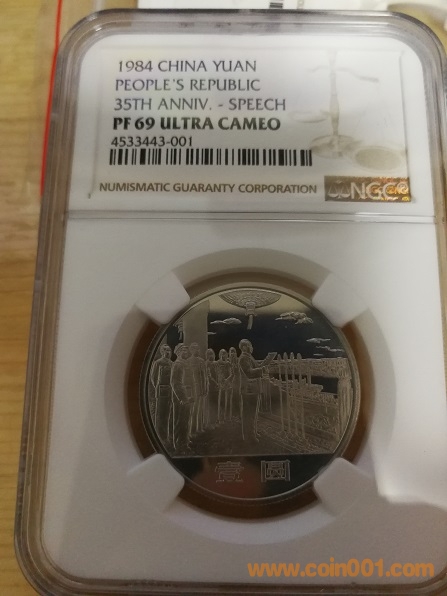 1984 CHINA YUAN
PEOPLE'S REPUBLIC
35TH ANNIV. - SPEECH
PF 69 ULTRA CAMEO
4533443-001
NUMISMATIC GUARANTY CORPORATION NGC
壹 圆
www.coin001.com